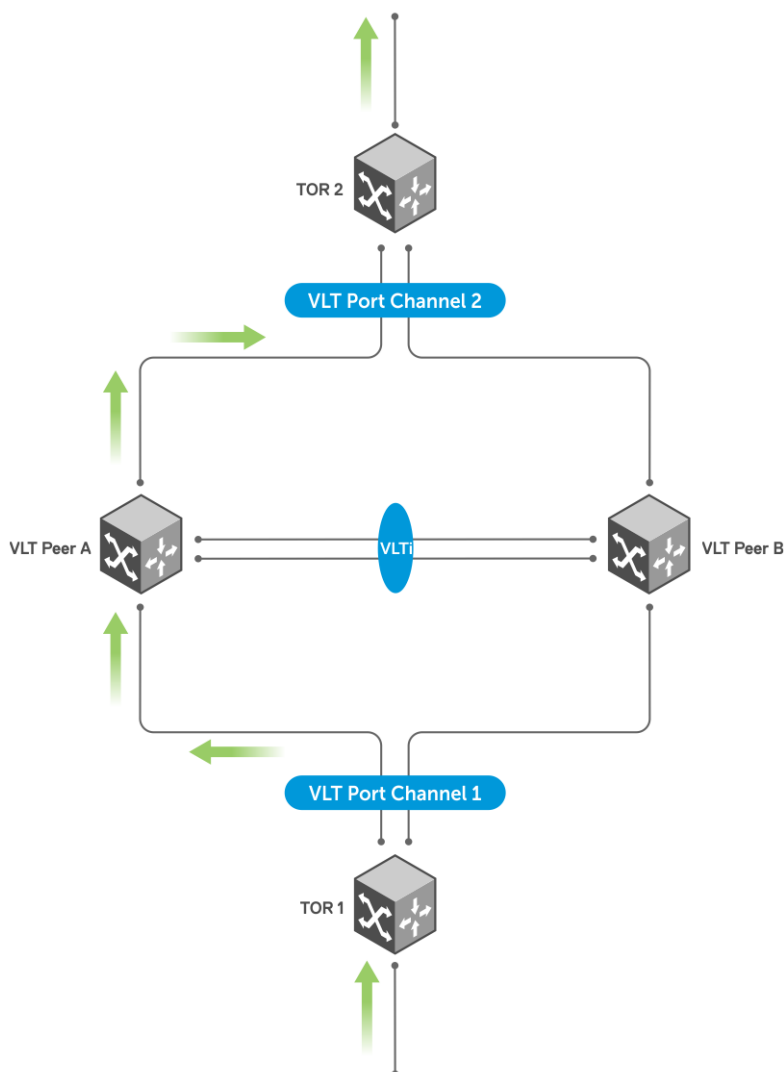 TOR 2
VLT Port Channel 2
VLT Peer A
VLTi
VLT Peer B
VLT Port Channel 1
TOR 1